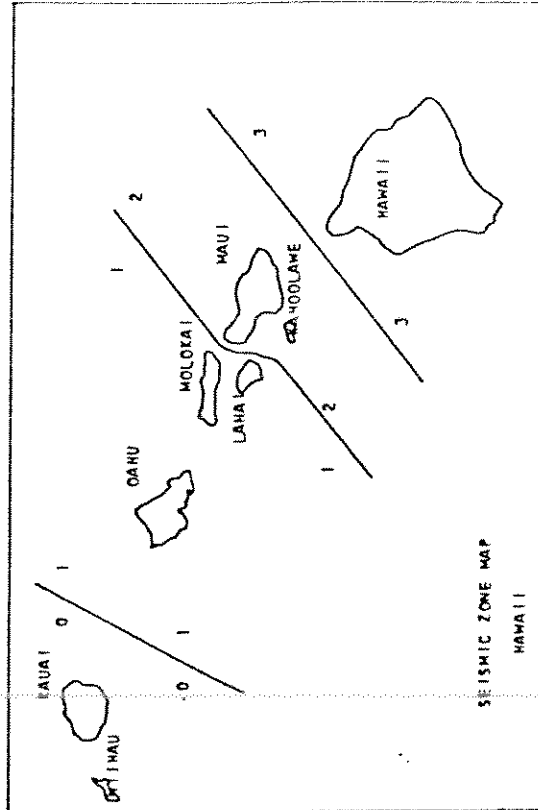 KAUAI
IHAU
0
1
0
1
OAHU
MOLOKAI
LANAI
1
2
1
2
MAUI
KAHOOLAWE
3
3
HAWAII
SEISMIC ZONE MAP
HAWAII